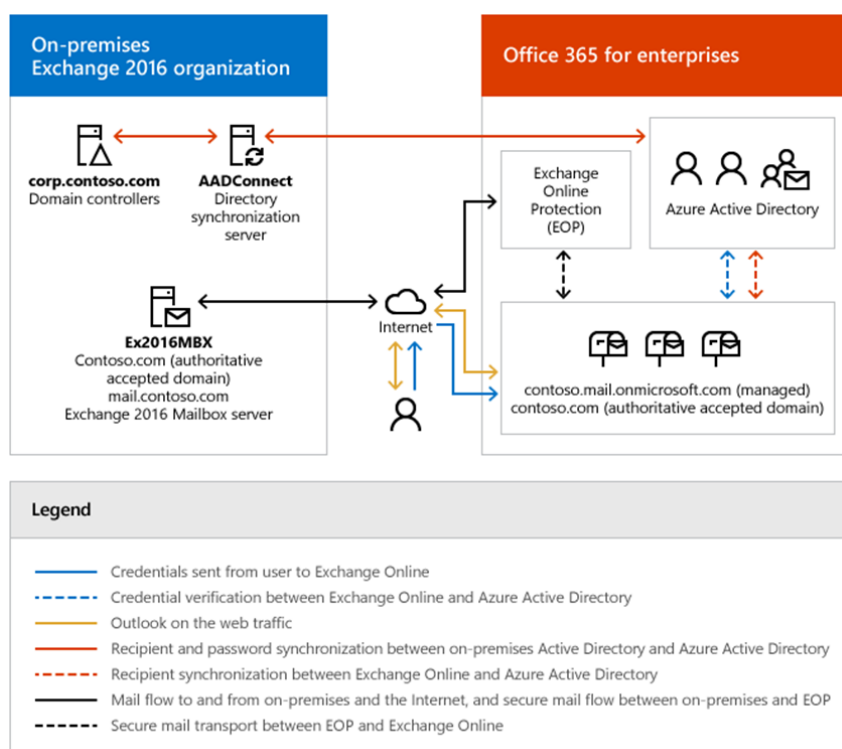 On-premises
Exchange 2016 organization
Office 365 for enterprises
corp.contoso.com
Domain controllers
AADConnect
Directory
synchronization
server
Exchange
Online
Protection
(EOP)
Azure Active Directory
Internet
Ex2016MBX
Contoso.com (authoritative
accepted domain)
mail.contoso.com
Exchange 2016 Mailbox server
contoso.mail.onmicrosoft.com (managed)
contoso.com (authoritative accepted domain)
Legend
Credentials sent from user to Exchange Online
Credential verification between Exchange Online and Azure Active Directory
Outlook on the web traffic
Recipient and password synchronization between on-premises Active Directory and Azure Active Directory
Recipient synchronization between Exchange Online and Azure Active Directory
Mail flow to and from on-premises and the Internet, and secure mail flow between on-premises and EOP
Secure mail transport between EOP and Exchange Online